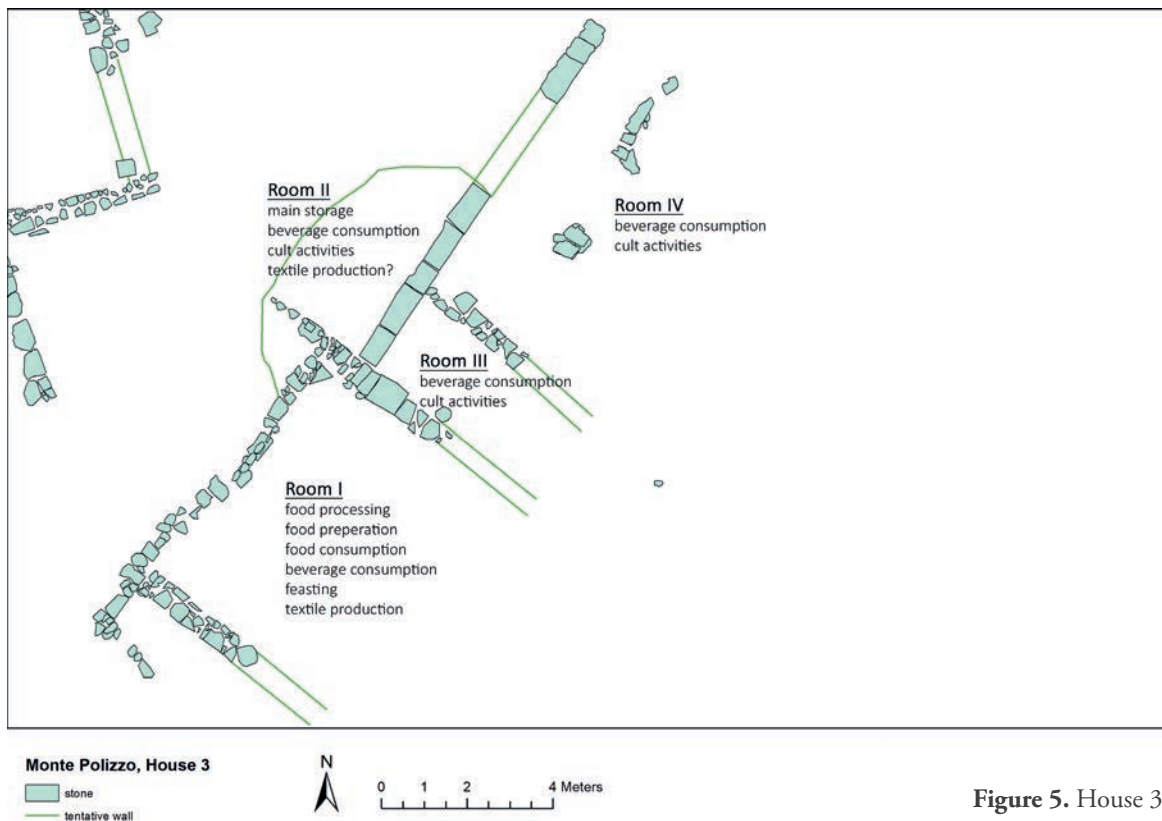 Room II
main storage
beverage consumption
cult activities
textile production?
Room IV
beverage consumption
cult activities
Room III
beverage consumption
cult activities
Room I
food processing
food preperation
food consumption
beverage consumption
feasting
textile production
Monte Polizzo, House 3
stone
tentative wall
N
0 1 2 4 Meters
Figure 5. House 3